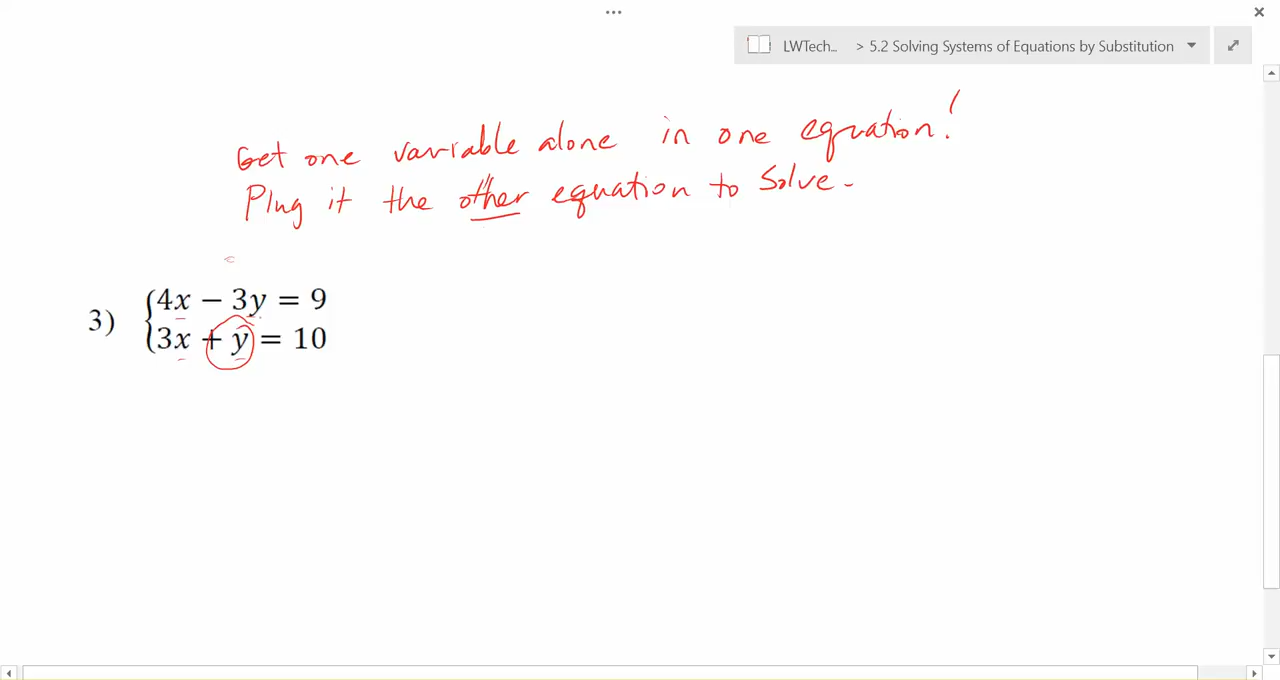 ...
LWTech.. > 5.2 Solving Systems of Equations by Substitution
Get one variable alone in one equation!
Plug it the other equation to solve.
3) {4x − 3y = 9
3x + y = 10